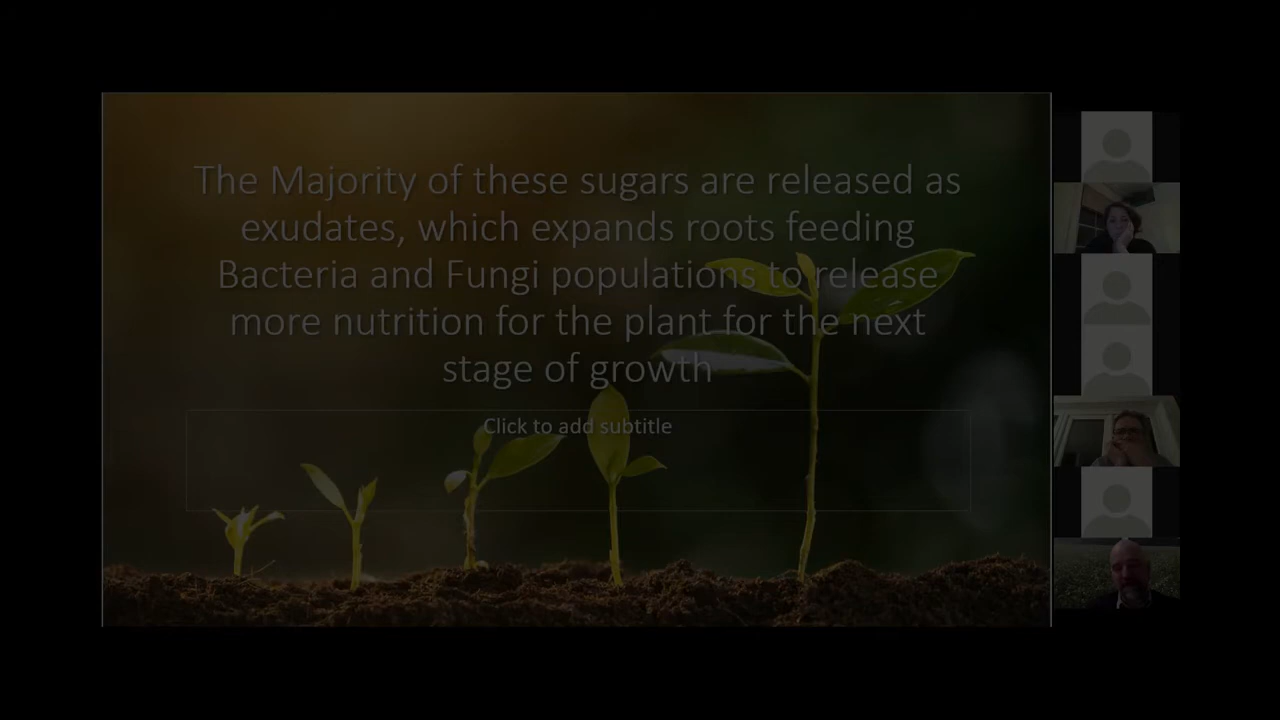 The Majority of these sugars are released as
exudates, which expands roots feeding
Bacteria and Fungi populations to release
more nutrition for the plant for the next
stage of growth
Click to add subtitle